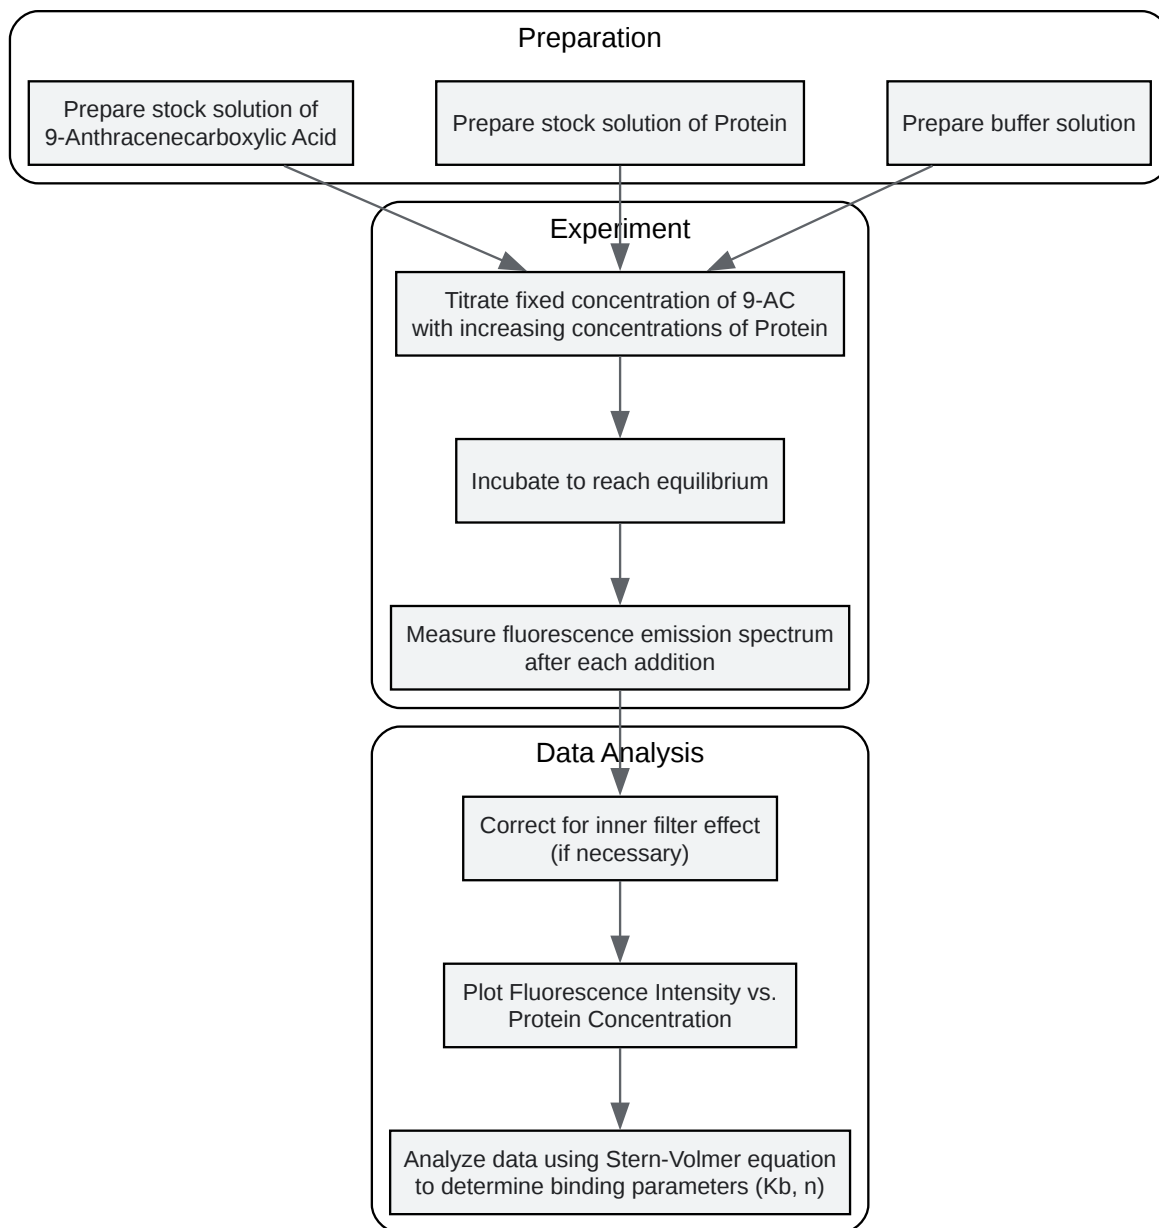 Preparation
Prepare stock solution of
9-Anthracenecarboxylic Acid
Prepare stock solution of Protein
Prepare buffer solution
Experiment
Titrate fixed concentration of 9-AC
with increasing concentrations of Protein
Incubate to reach equilibrium
Measure fluorescence emission spectrum
after each addition
Data Analysis
Correct for inner filter effect
(if necessary)
Plot Fluorescence Intensity vs.
Protein Concentration
Analyze data using Stern-Volmer equation
to determine binding parameters (Kb, n)